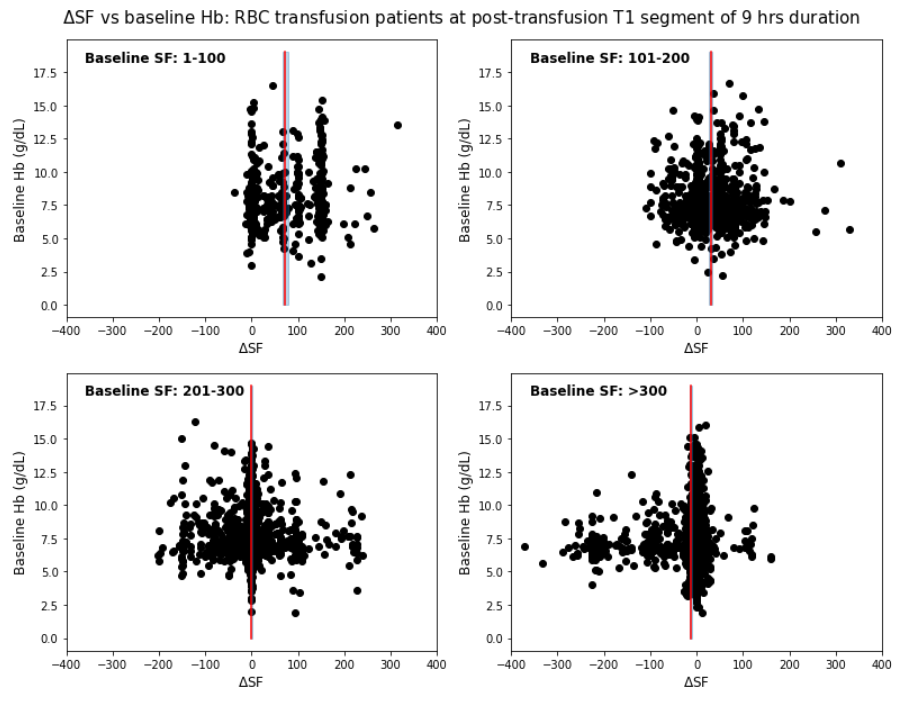 ΔSF vs baseline Hb: RBC transfusion patients at post-transfusion T1 segment of 9 hrs duration
Baseline SF: 1-100
Baseline Hb (g/dL)
17.5
15.0
12.5
10.0
7.5
5.0
2.5
0.0
−400 −300 −200 −100 0 100 200 300 400
ΔSF
Baseline SF: 101-200
Baseline Hb (g/dL)
17.5
15.0
12.5
10.0
7.5
5.0
2.5
0.0
−400 −300 −200 −100 0 100 200 300 400
ΔSF
Baseline SF: 201-300
Baseline Hb (g/dL)
17.5
15.0
12.5
10.0
7.5
5.0
2.5
0.0
−400 −300 −200 −100 0 100 200 300 400
ΔSF
Baseline SF: >300
Baseline Hb (g/dL)
17.5
15.0
12.5
10.0
7.5
5.0
2.5
0.0
−400 −300 −200 −100 0 100 200 300 400
ΔSF